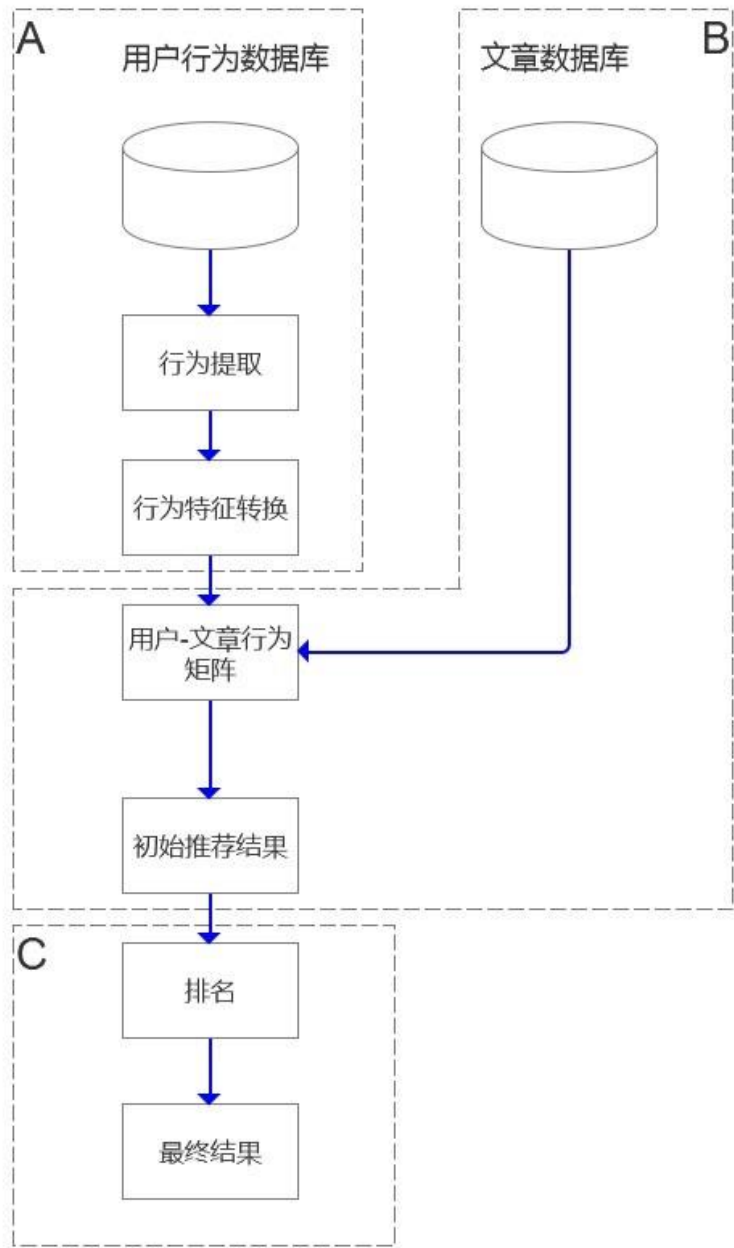 A
用户行为数据库
文章数据库
B
行为提取
行为特征转换
用户-文章行为
矩阵
初始推荐结果
C
排名
最终结果